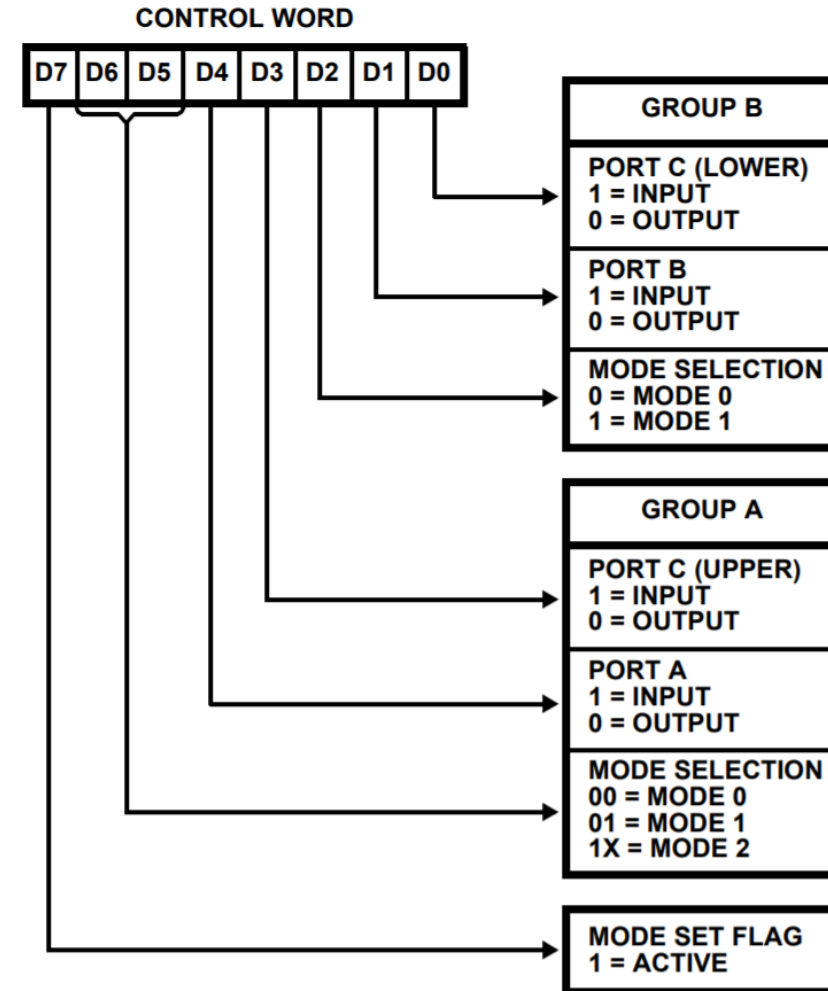 CONTROL WORD
D7 D6 D5 D4 D3 D2 D1 D0
GROUP B
PORT C (LOWER)
1 = INPUT
0 = OUTPUT
PORT B
1 = INPUT
0 = OUTPUT
MODE SELECTION
0 = MODE 0
1 = MODE 1
GROUP A
PORT C (UPPER)
1 = INPUT
0 = OUTPUT
PORT A
1 = INPUT
0 = OUTPUT
MODE SELECTION
00 = MODE 0
01 = MODE 1
1X = MODE 2
MODE SET FLAG
1 = ACTIVE